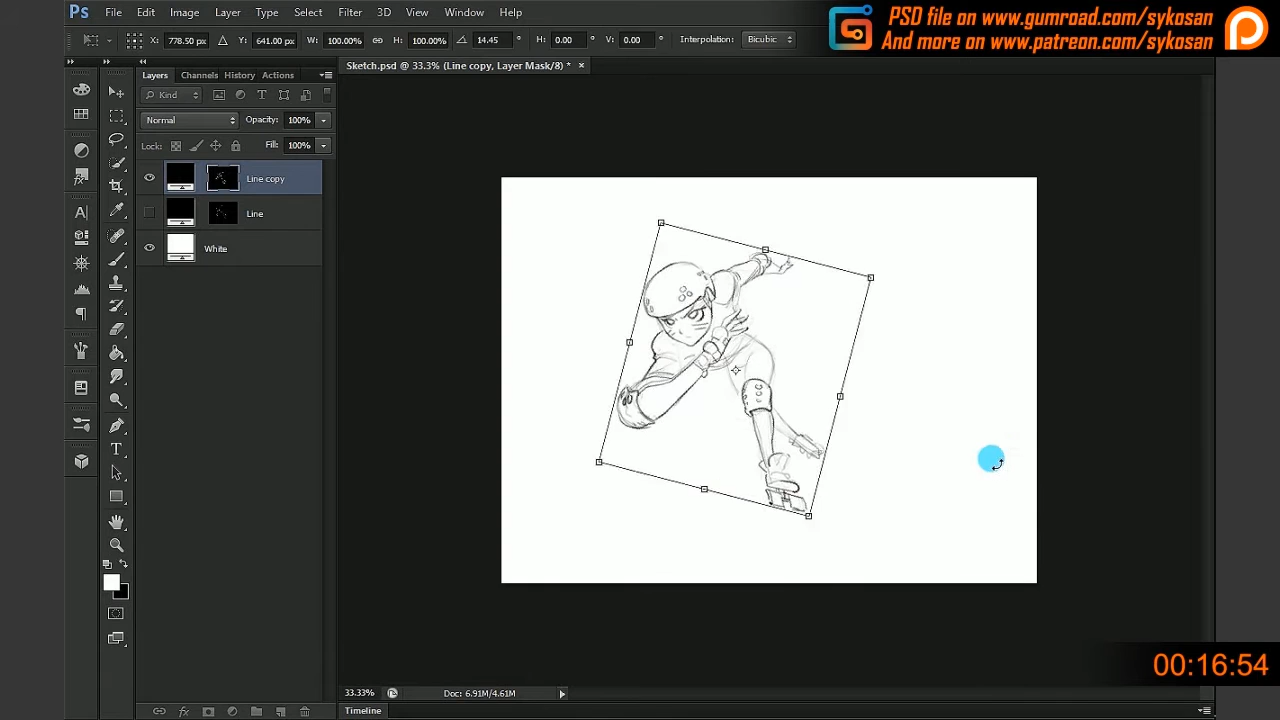 Ps File Edit Image Layer Type Select Filter 3D View Window Help
PSD file on www.gumroad.com/sykosan
And more on www.patreon.com/sykosan
X: 778.50 px Y: 641.00 px W: 100.00% H: 100.00% 14.45 ° H: 0.00 ° V: 0.00 ° Interpolation: Bicubic
Sketch.psd @ 33.3% (Line copy, Layer Mask/8) * ×
Layers Channels History Actions
Kind
Normal Opacity: 100%
Lock: Fill: 100%
Line copy
Line
White
00:16:54
33.33% Doc: 6.91M/4.61M
Timeline